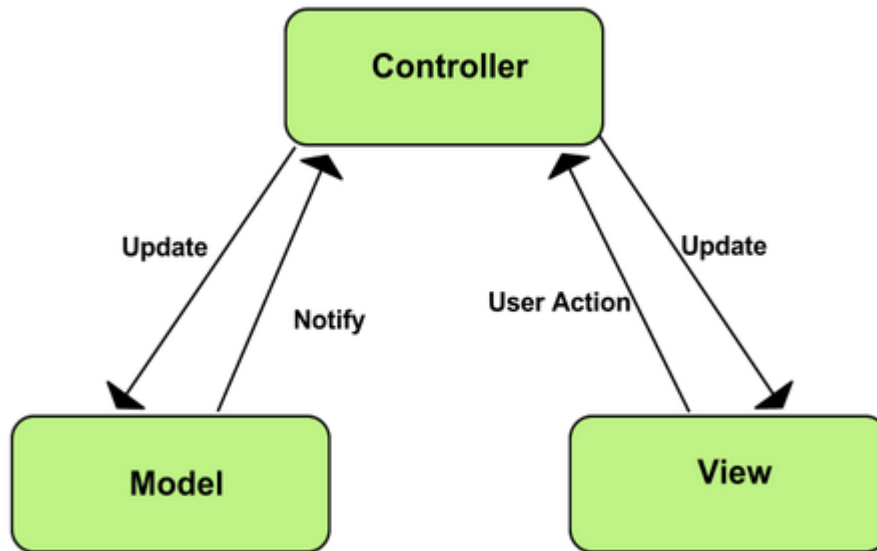 Controller
Update
Update
User Action
Notify
Model
View